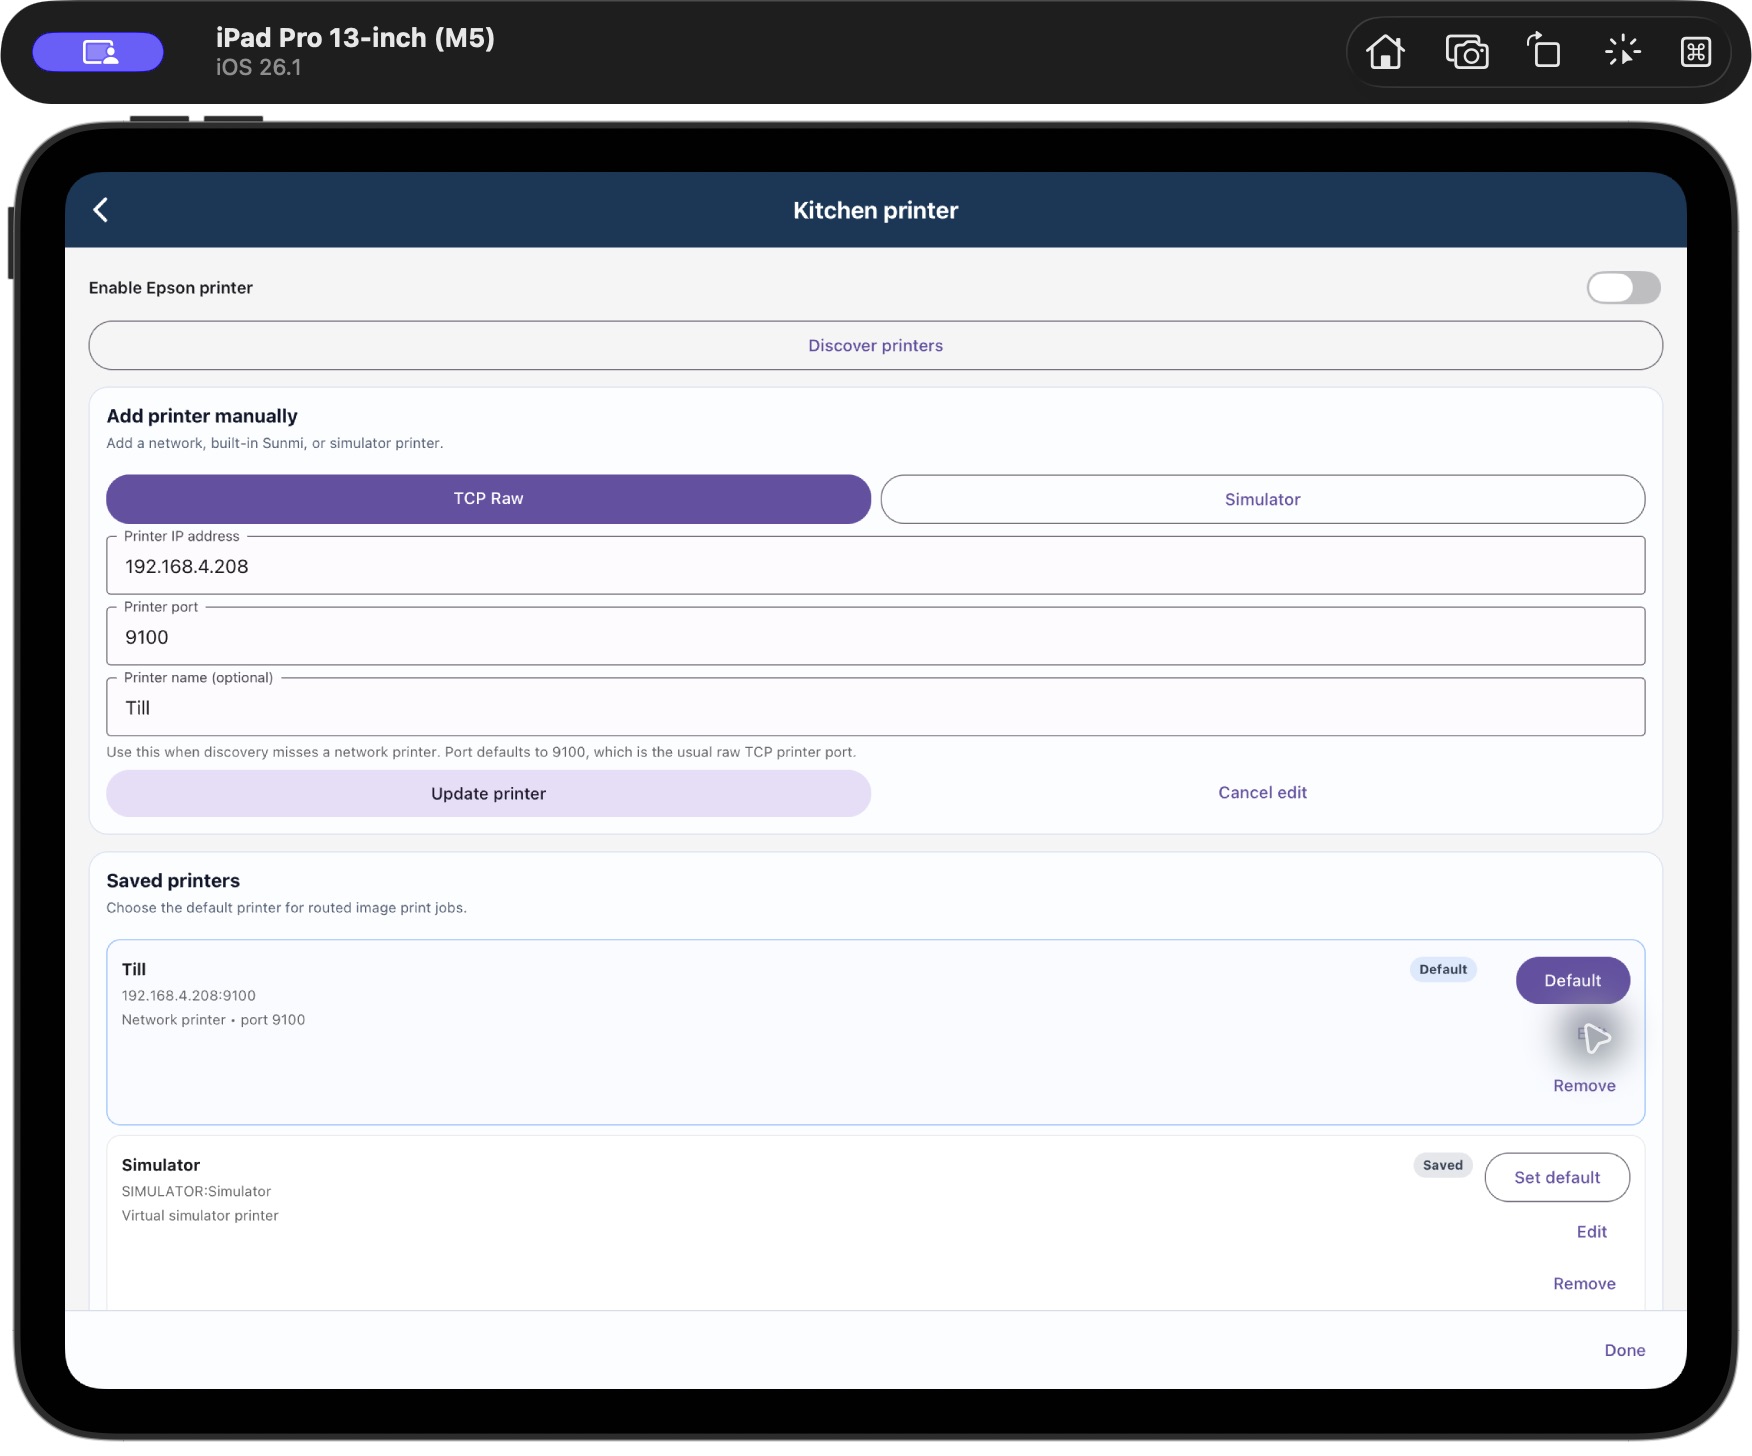 iPad Pro 13-inch (M5)
iOS 26.1
Kitchen printer
Enable Epson printer
Discover printers
Add printer manually
Add a network, built-in Sunmi, or simulator printer.
TCP Raw
Simulator
Printer IP address
192.168.4.208
Printer port
9100
Printer name (optional)
Till
Use this when discovery misses a network printer. Port defaults to 9100, which is the usual raw TCP printer port.
Update printer
Cancel edit
Saved printers
Choose the default printer for routed image print jobs.
Till
Default
Default
192.168.4.208:9100
Network printer • port 9100
Remove
Simulator
Saved
Set default
SIMULATOR:Simulator
Virtual simulator printer
Edit
Remove
Done